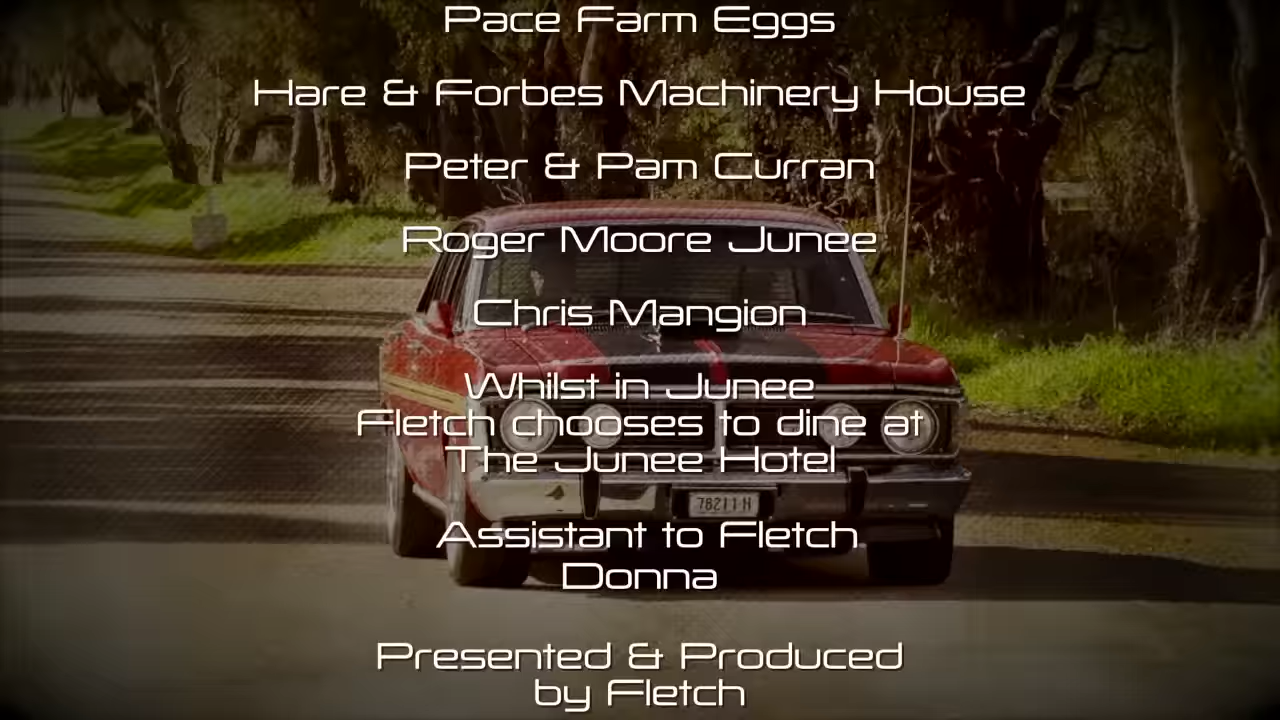 Pace Farm Eggs
Hare & Forbes Machinery House
Peter & Pam Curran
Roger Moore Junee
Chris Mangion
Whilst in Junee
Fletch chooses to dine at
The Junee Hotel
78211 H
Assistant to Fletch
Donna
Presented & Produced
by Fletch